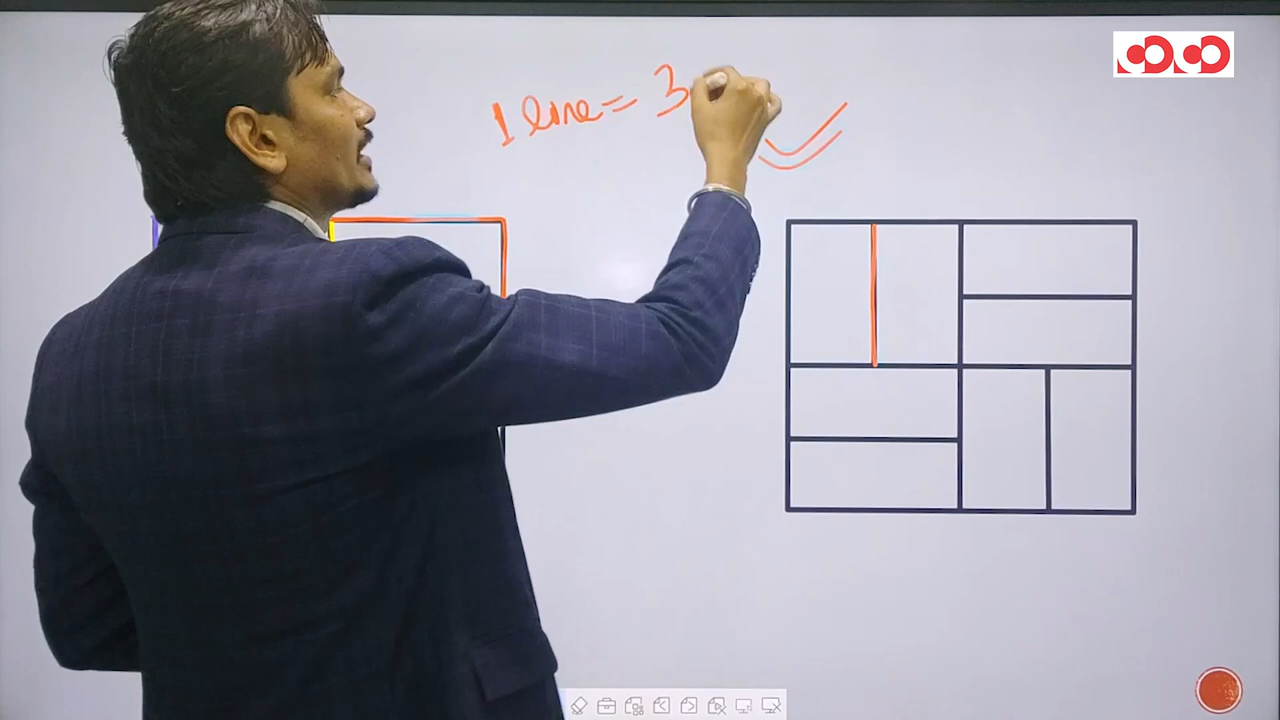 1 line = 3